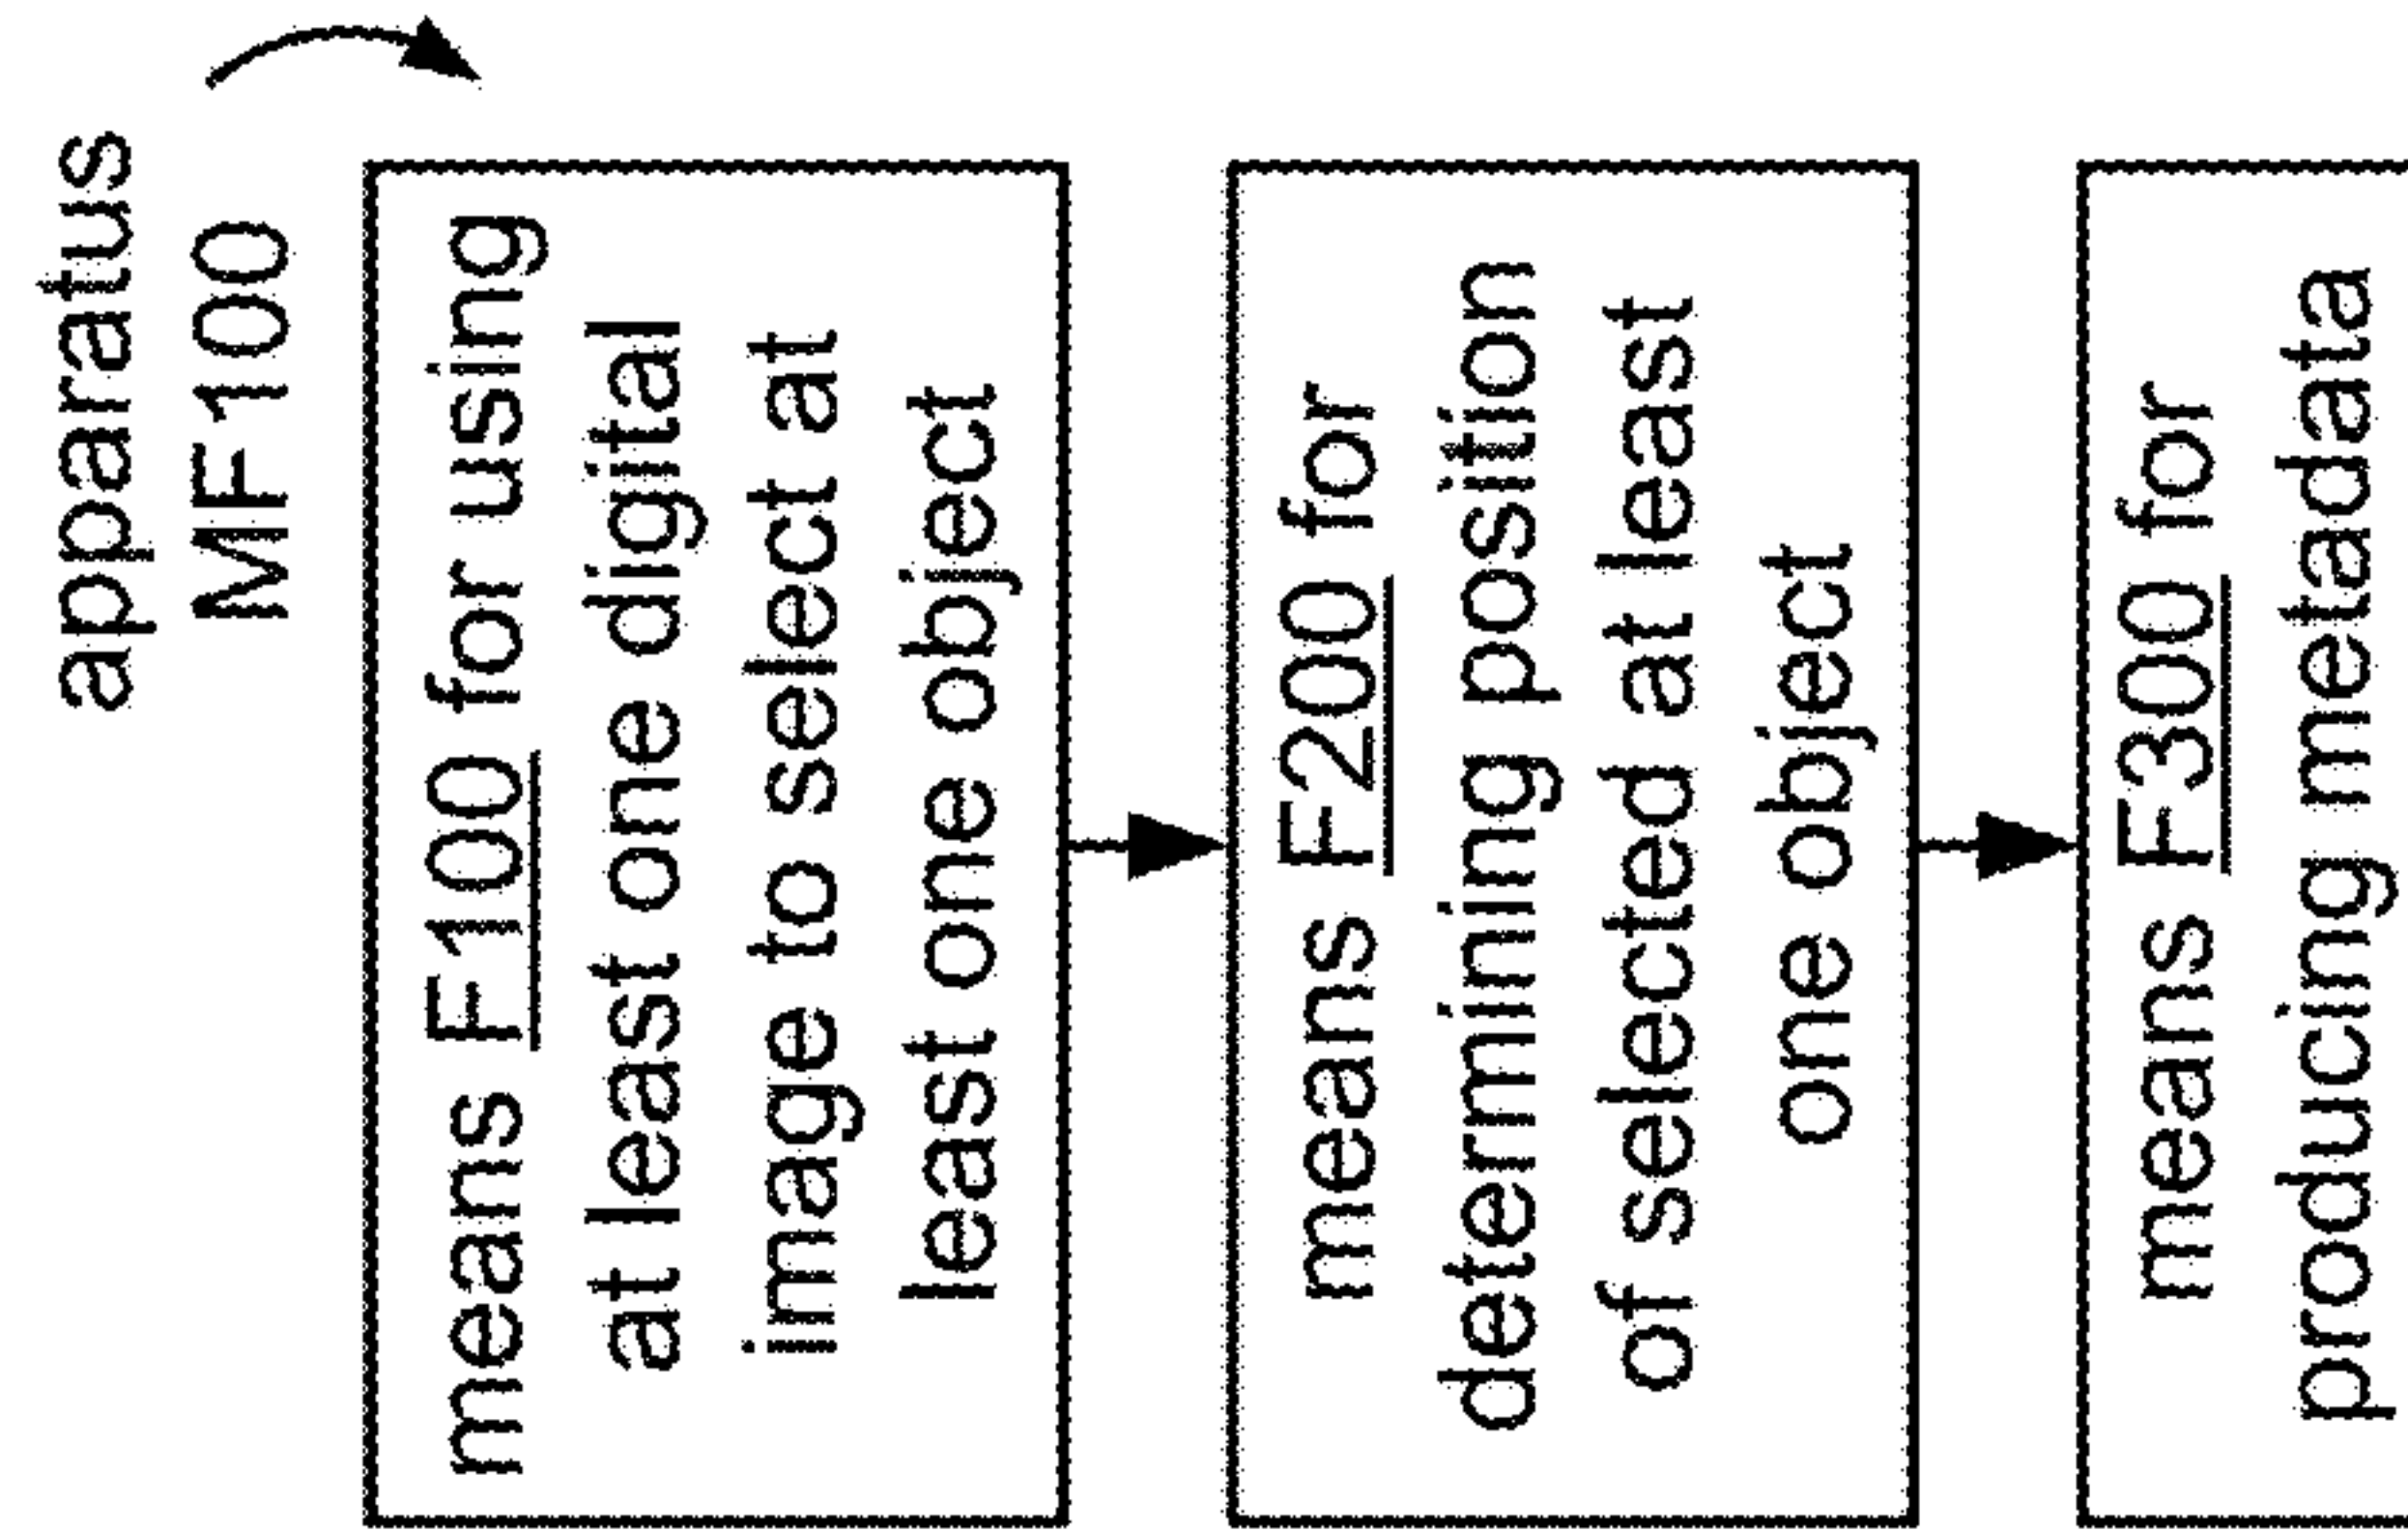 apparatus
MF100
means F100 for using
at least one digital
image to select at
least one object
means F200 for
determining position
of selected at least
one object
means F300 for
producing metadata